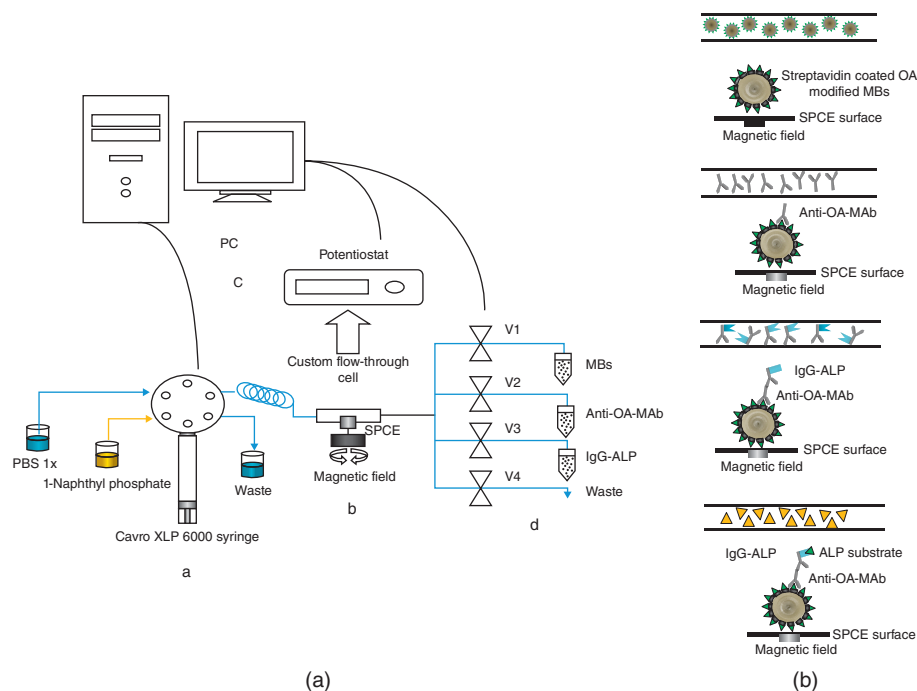 PC
C
Potentiostat
Custom flow-through
cell
V1
MBs
V2
Anti-OA-MAb
V3
IgG-ALP
V4
Waste
d
SPCE
Magnetic field
b
PBS 1x
1-Naphthyl phosphate
Waste
Cavro XLP 6000 syringe
a
(a)
Streptavidin coated OA
modified MBs
SPCE surface
Magnetic field
Anti-OA-MAb
SPCE surface
Magnetic field
IgG-ALP
Anti-OA-MAb
SPCE surface
Magnetic field
IgG-ALP
ALP substrate
Anti-OA-MAb
SPCE surface
Magnetic field
(b)